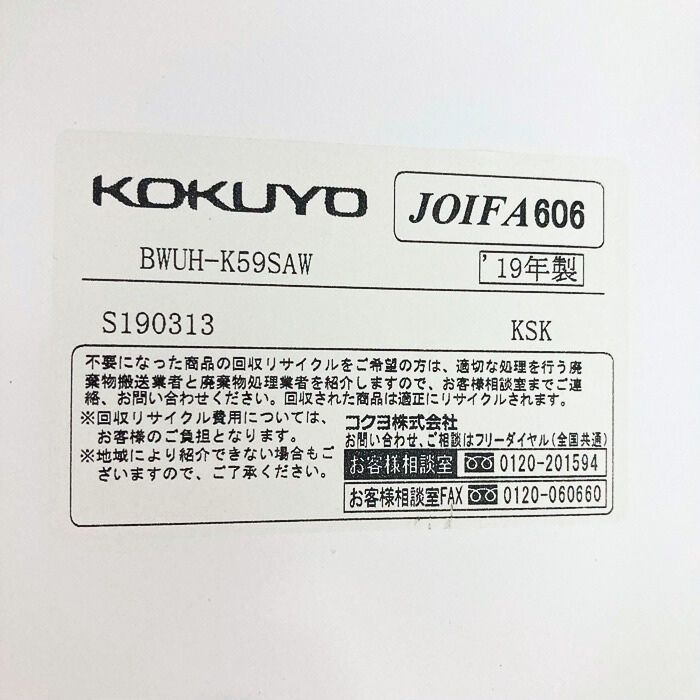 KOKUYO
JOIFA606
BWUH-K59SAW
'19年製
S190313
KSK
不要になった商品の回収リサイクルをご希望の方は、適切な処理を行う廃
棄物搬送業者と廃棄物処理業者を紹介しますので、お客様相談室までご連
絡、お問い合わせください。回収された商品は適正にリサイクルされます。
※回収リサイクル費用については、
お客様のご負担となります。
※地域により紹介できない場合もご
ざいますので、ご了承ください。
コクヨ株式会社
お問い合わせ、ご相談はフリーダイヤル(全国共通)
お客様相談室 0120-201594
お客様相談室FAX 0120-060660